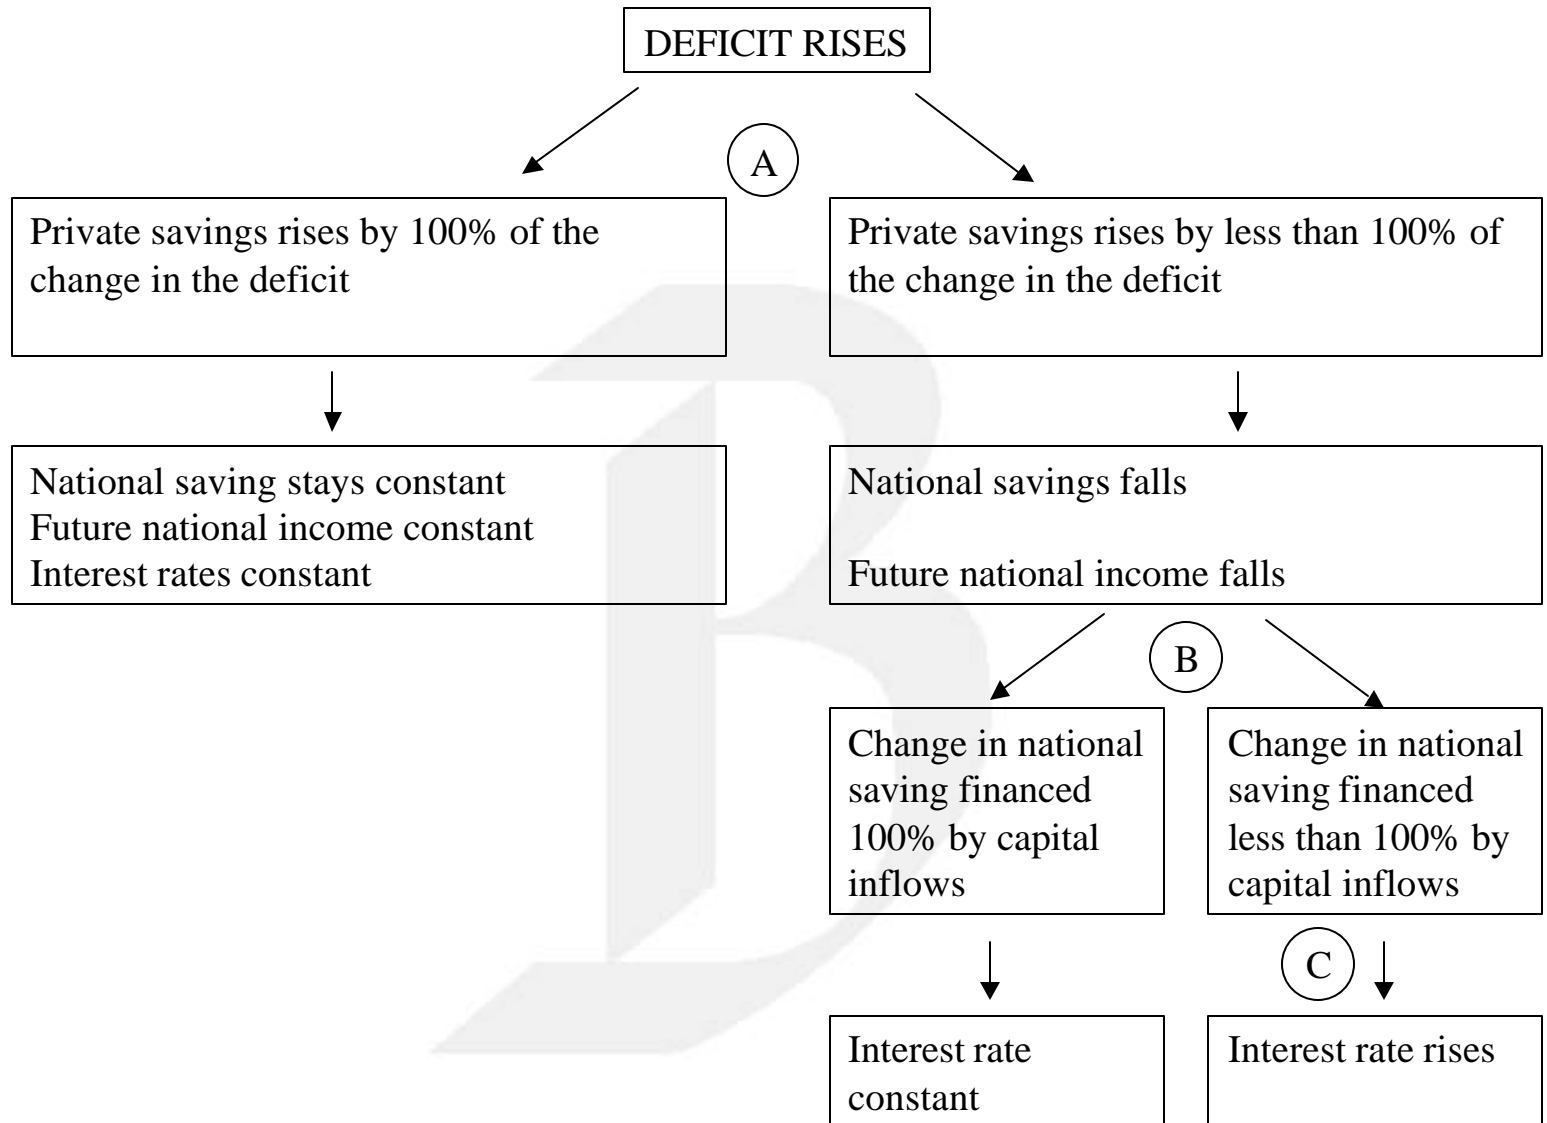 DEFICIT RISES
A
Private savings rises by 100% of the
change in the deficit
Private savings rises by less than 100% of
the change in the deficit
National saving stays constant
Future national income constant
Interest rates constant
National savings falls
Future national income falls
B
Change in national
saving financed
100% by capital
inflows
Change in national
saving financed
less than 100% by
capital inflows
C
Interest rate
constant
Interest rate rises